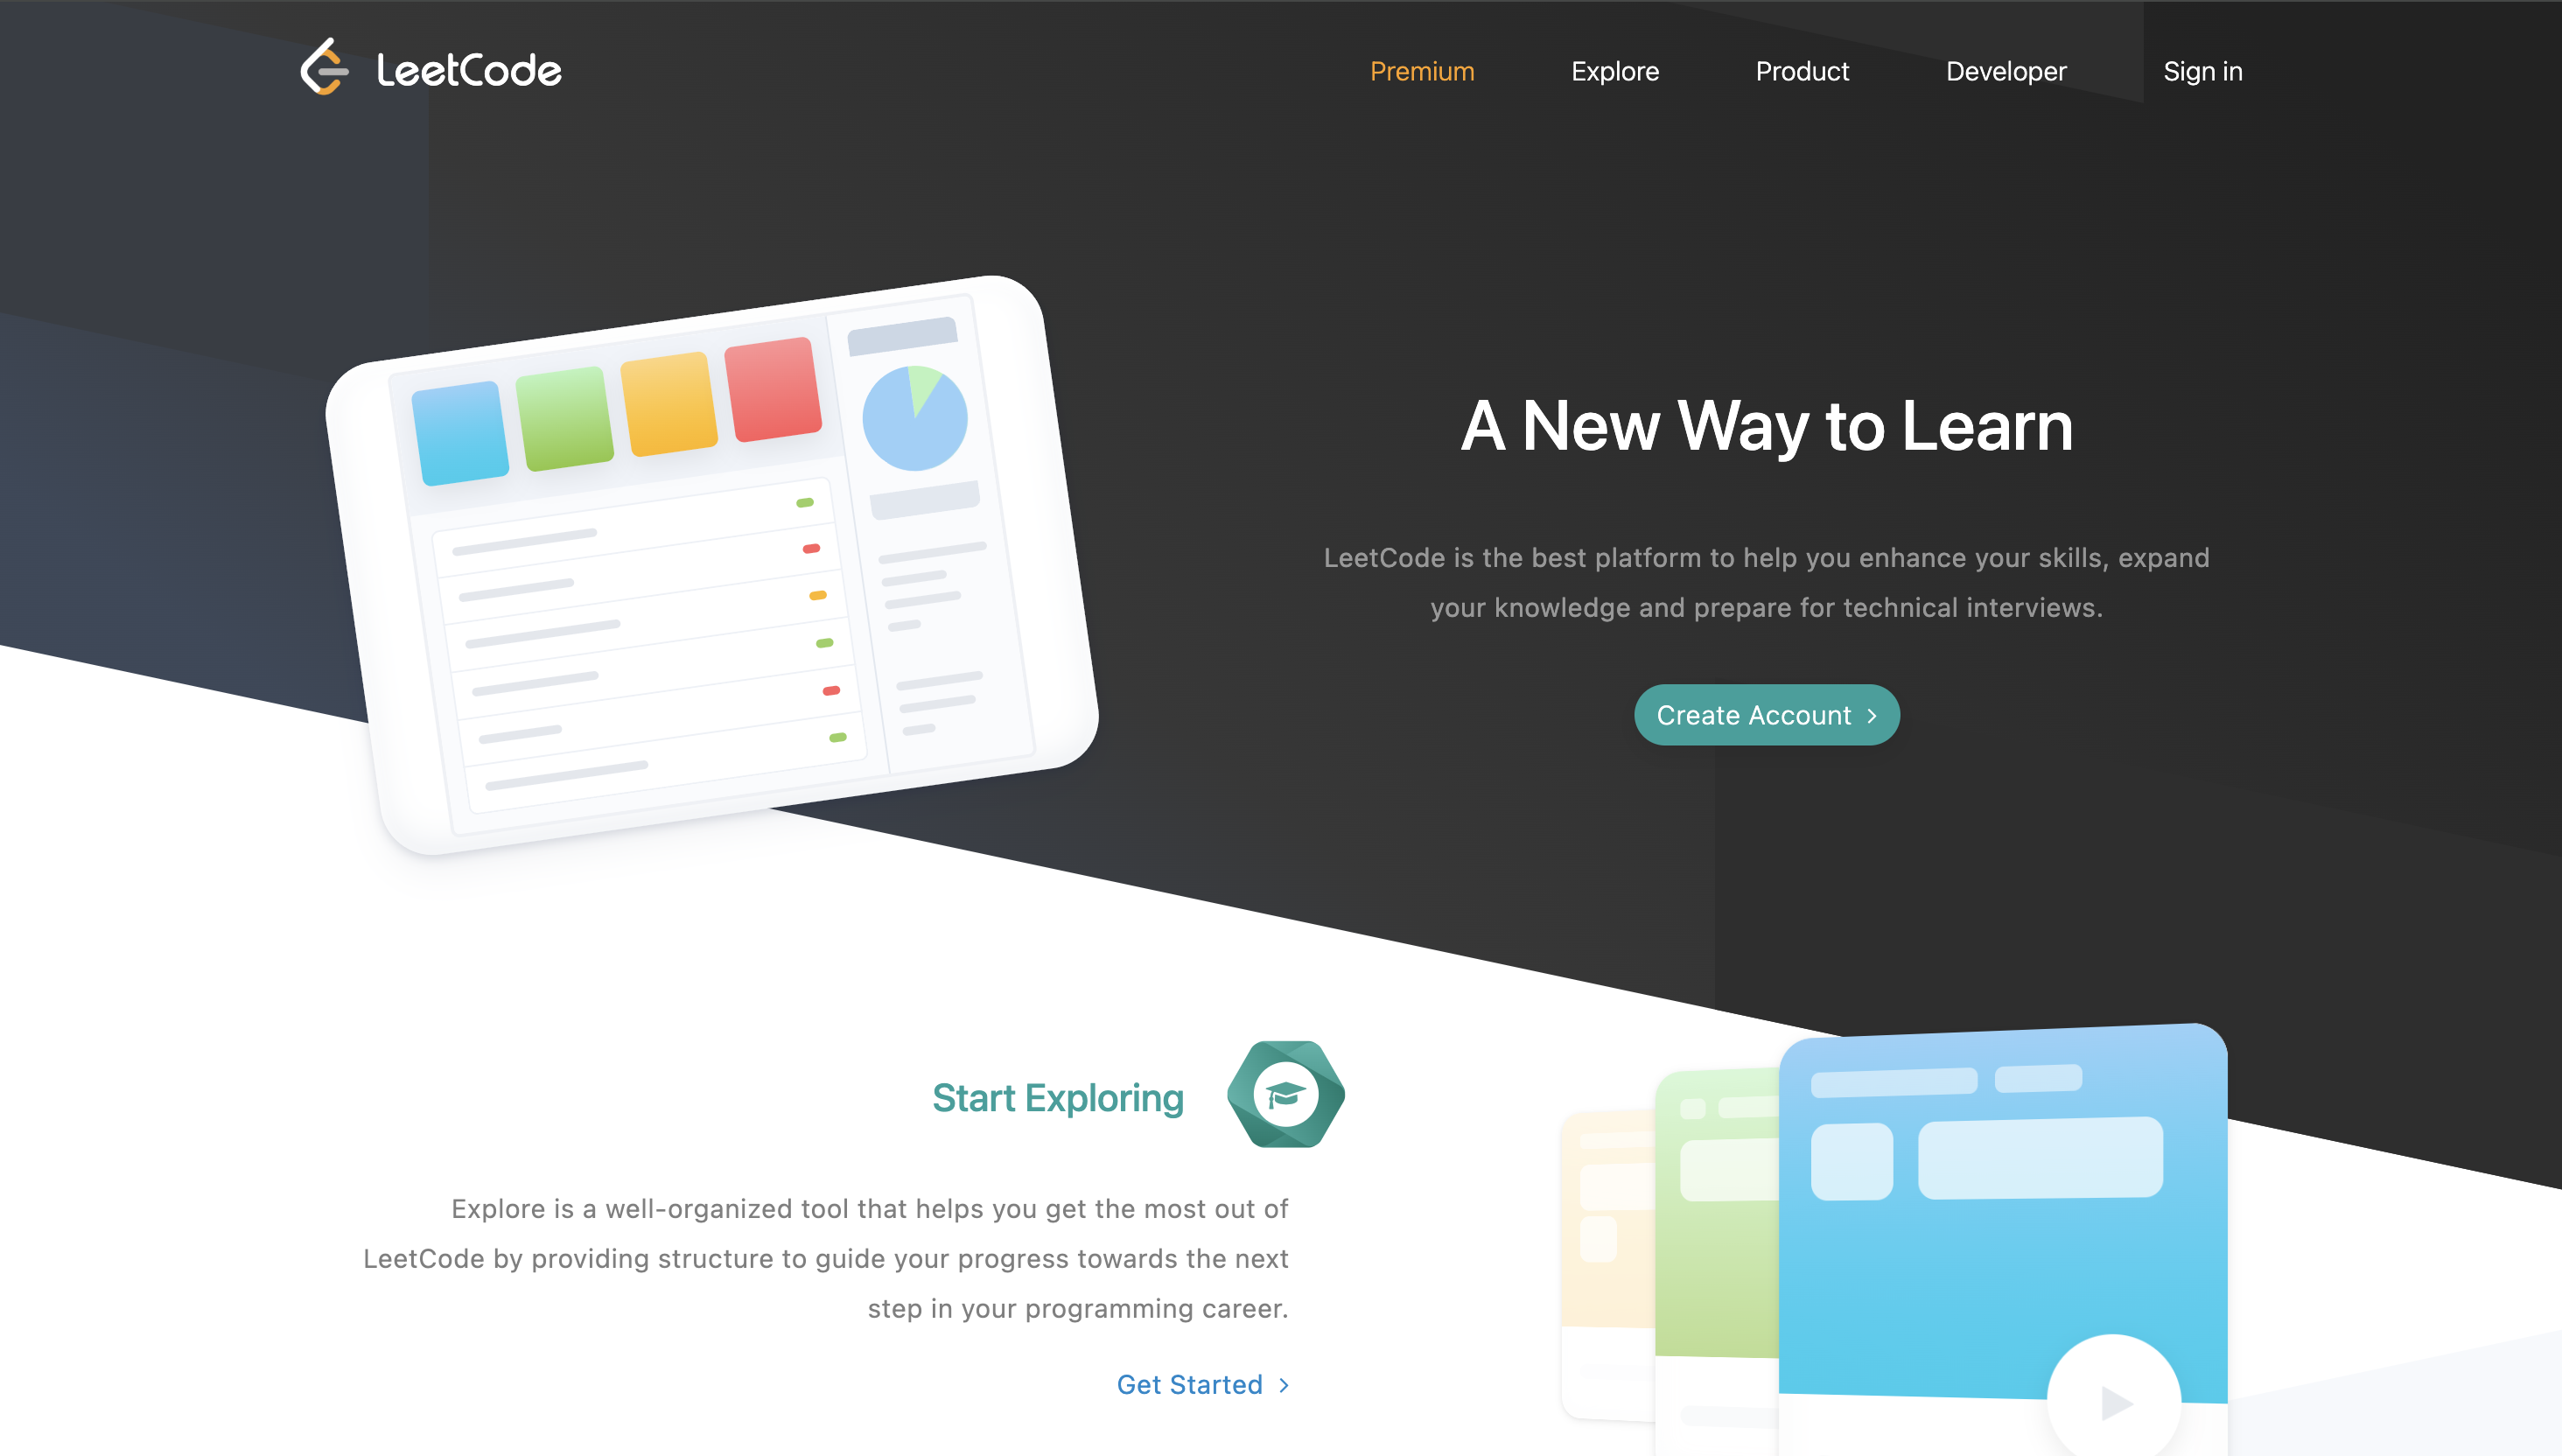 LeetCode
Premium
Explore
Product
Developer
Sign in
A New Way to Learn
LeetCode is the best platform to help you enhance your skills, expand
your knowledge and prepare for technical interviews.
Create Account
Start Exploring
Explore is a well-organized tool that helps you get the most out of
LeetCode by providing structure to guide your progress towards the next
step in your programming career.
Get Started